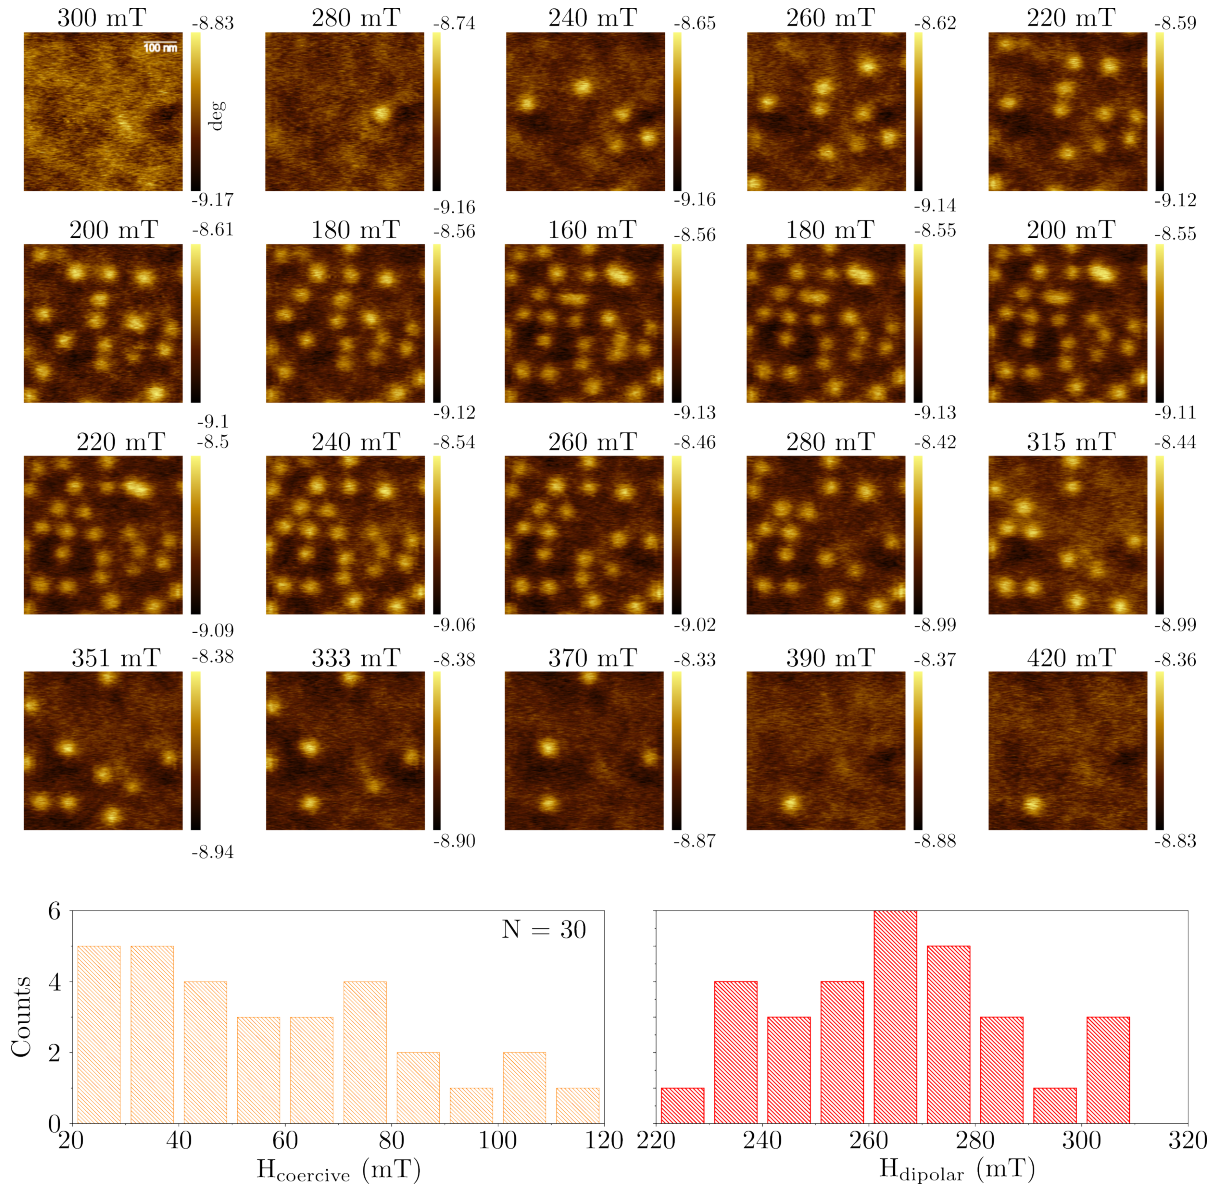 300 mT 280 mT 240 mT 260 mT 220 mT
-8.83 -8.74 -8.65 -8.62 -8.59
100 nm
deg
-9.17 -9.16 -9.16 -9.14 -9.12
200 mT 180 mT 160 mT 180 mT 200 mT
-8.61 -8.56 -8.56 -8.55 -8.55
-9.1 -9.12 -9.13 -9.13 -9.11
220 mT 240 mT 260 mT 280 mT 315 mT
-8.5 -8.54 -8.46 -8.42 -8.44
-9.09 -9.06 -9.02 -8.99 -8.99
351 mT 333 mT 370 mT 390 mT 420 mT
-8.38 -8.38 -8.33 -8.37 -8.36
-8.94 -8.90 -8.87 -8.88 -8.83
6
N = 30
4
Counts
2
0
20 40 60 80 100 120
220 240 260 280 300 320
H_coercive (mT) H_dipolar (mT)